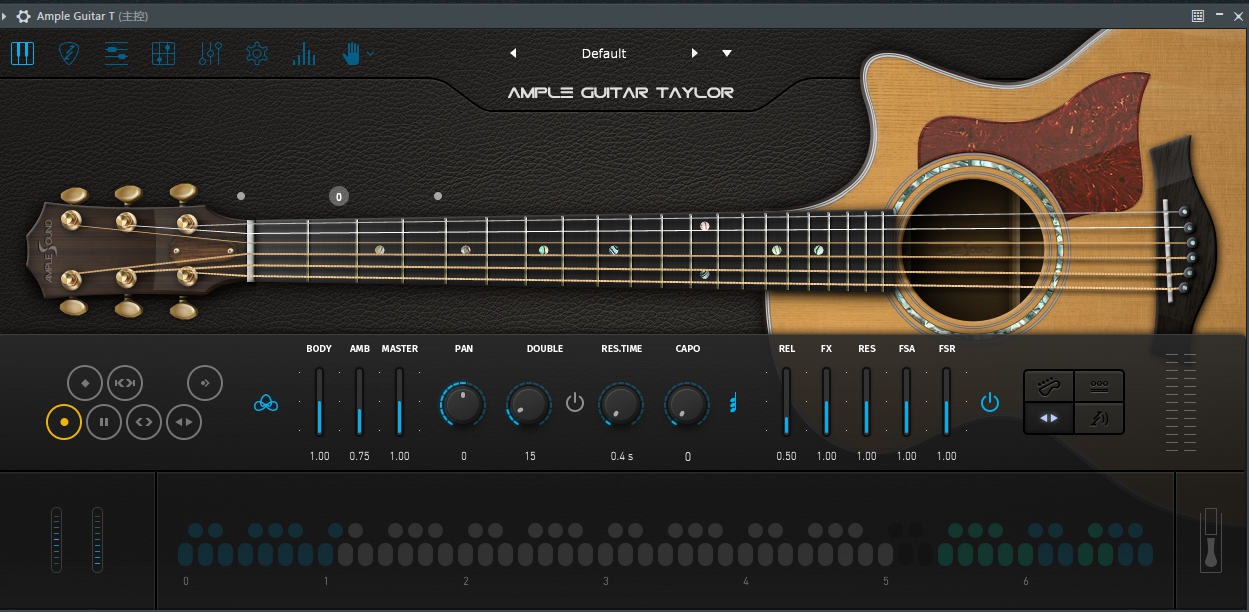 Ample Guitar T (主控)
Default
AMPLE GUITAR TAYLOR
0
AMPLE SOUND
BODY AMB MASTER PAN DOUBLE RES.TIME CAPO REL FX RES FSA FSR
1.00 0.75 1.00 0 15 0.4 s 0 0.50 1.00 1.00 1.00 1.00
0 1 2 3 4 5 6